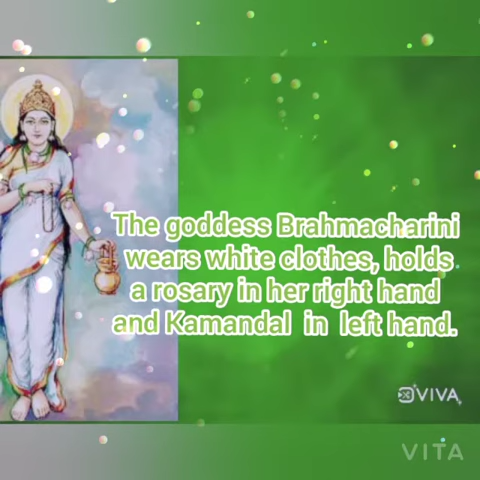 The goddess Brahmacharini
wears white clothes, holds
a rosary in her right hand
and Kamandal in left hand.
VIVA
VITA